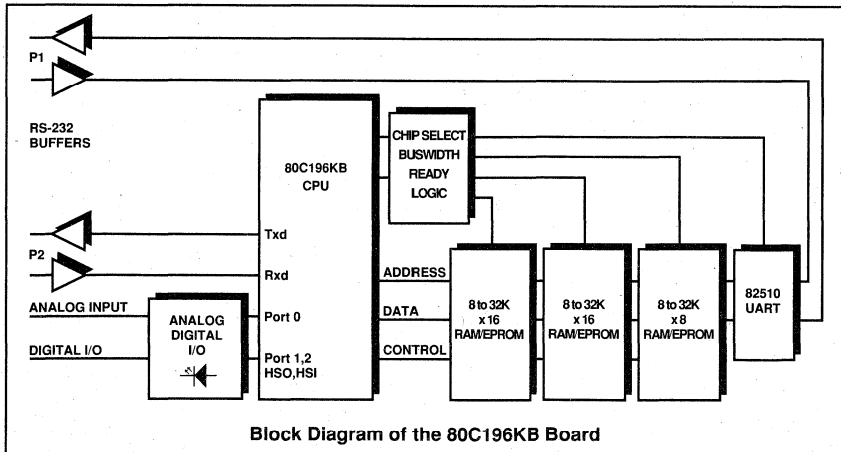 P1
RS-232
BUFFERS
P2
ANALOG INPUT
DIGITAL I/O
ANALOG
DIGITAL
I/O
80C196KB
CPU
Txd
Rxd
Port 0
Port 1,2
HSO,HSI
CHIP SELECT
BUSWIDTH
READY
LOGIC
ADDRESS
DATA
CONTROL
8 to 32K
x 16
RAM/EPROM
8 to 32K
x 16
RAM/EPROM
8 to 32K
x 8
RAM/EPROM
82510
UART
Block Diagram of the 80C196KB Board